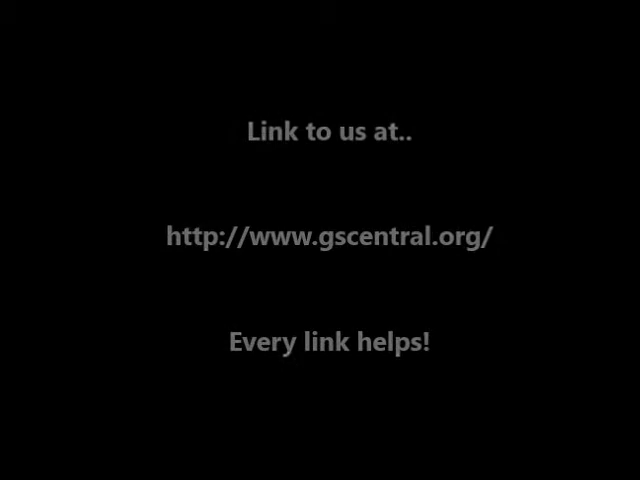 Link to us at..
http://www.gscentral.org/
Every link helps!